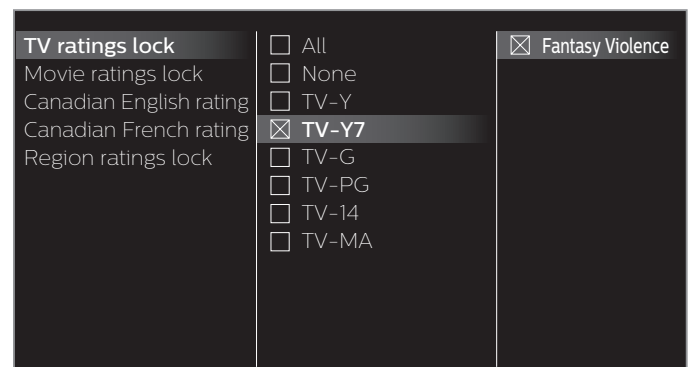 TV ratings lock
Movie ratings lock
Canadian English rating
Canadian French rating
Region ratings lock
All
None
TV-Y
TV-Y7
TV-G
TV-PG
TV-14
TV-MA
Fantasy Violence